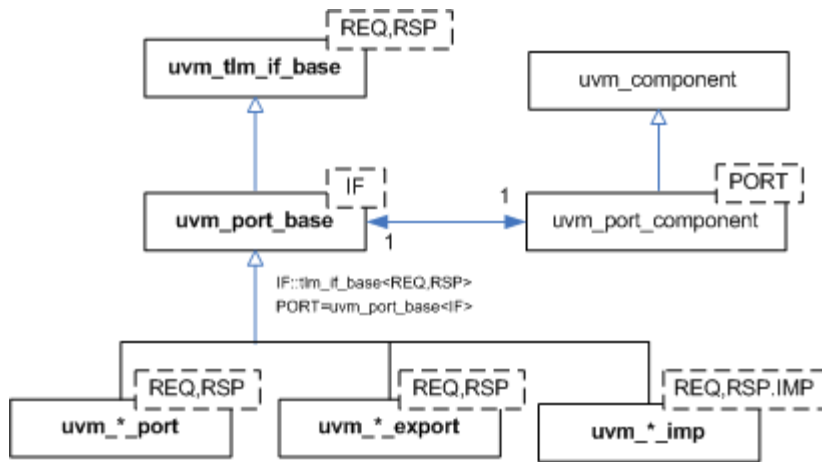 REQ,RSP
uvm_tlm_if_base
uvm_component
IF
PORT
uvm_port_base
1
1
uvm_port_component
IF::tlm_if_base<REQ,RSP>
PORT=uvm_port_base<IF>
REQ,RSP
REQ,RSP
REQ,RSP.IMP
uvm_*_port
uvm_*_export
uvm_*_imp